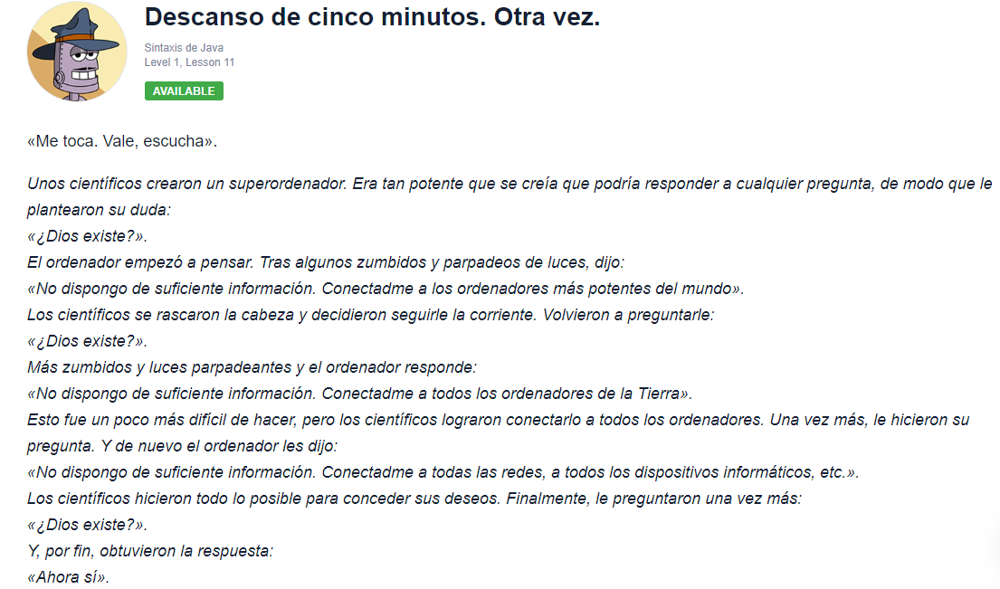 Descanso de cinco minutos. Otra vez.
Sintaxis de Java
Level 1, Lesson 11
AVAILABLE
«Me toca. Vale, escucha».
Unos científicos crearon un superordenador. Era tan potente que se creía que podría responder a cualquier pregunta, de modo que le
plantearon su duda:
«¿Dios existe?».
El ordenador empezó a pensar. Tras algunos zumbidos y parpadeos de luces, dijo:
«No dispongo de suficiente información. Conectadme a los ordenadores más potentes del mundo».
Los científicos se rascaron la cabeza y decidieron seguirle la corriente. Volvieron a preguntarle:
«¿Dios existe?».
Más zumbidos y luces parpadeantes y el ordenador responde:
«No dispongo de suficiente información. Conectadme a todos los ordenadores de la Tierra».
Esto fue un poco más difícil de hacer, pero los científicos lograron conectarlo a todos los ordenadores. Una vez más, le hicieron su
pregunta. Y de nuevo el ordenador les dijo:
«No dispongo de suficiente información. Conectadme a todas las redes, a todos los dispositivos informáticos, etc.».
Los científicos hicieron todo lo posible para conceder sus deseos. Finalmente, le preguntaron una vez más:
«¿Dios existe?».
Y, por fin, obtuvieron la respuesta:
«Ahora sí».